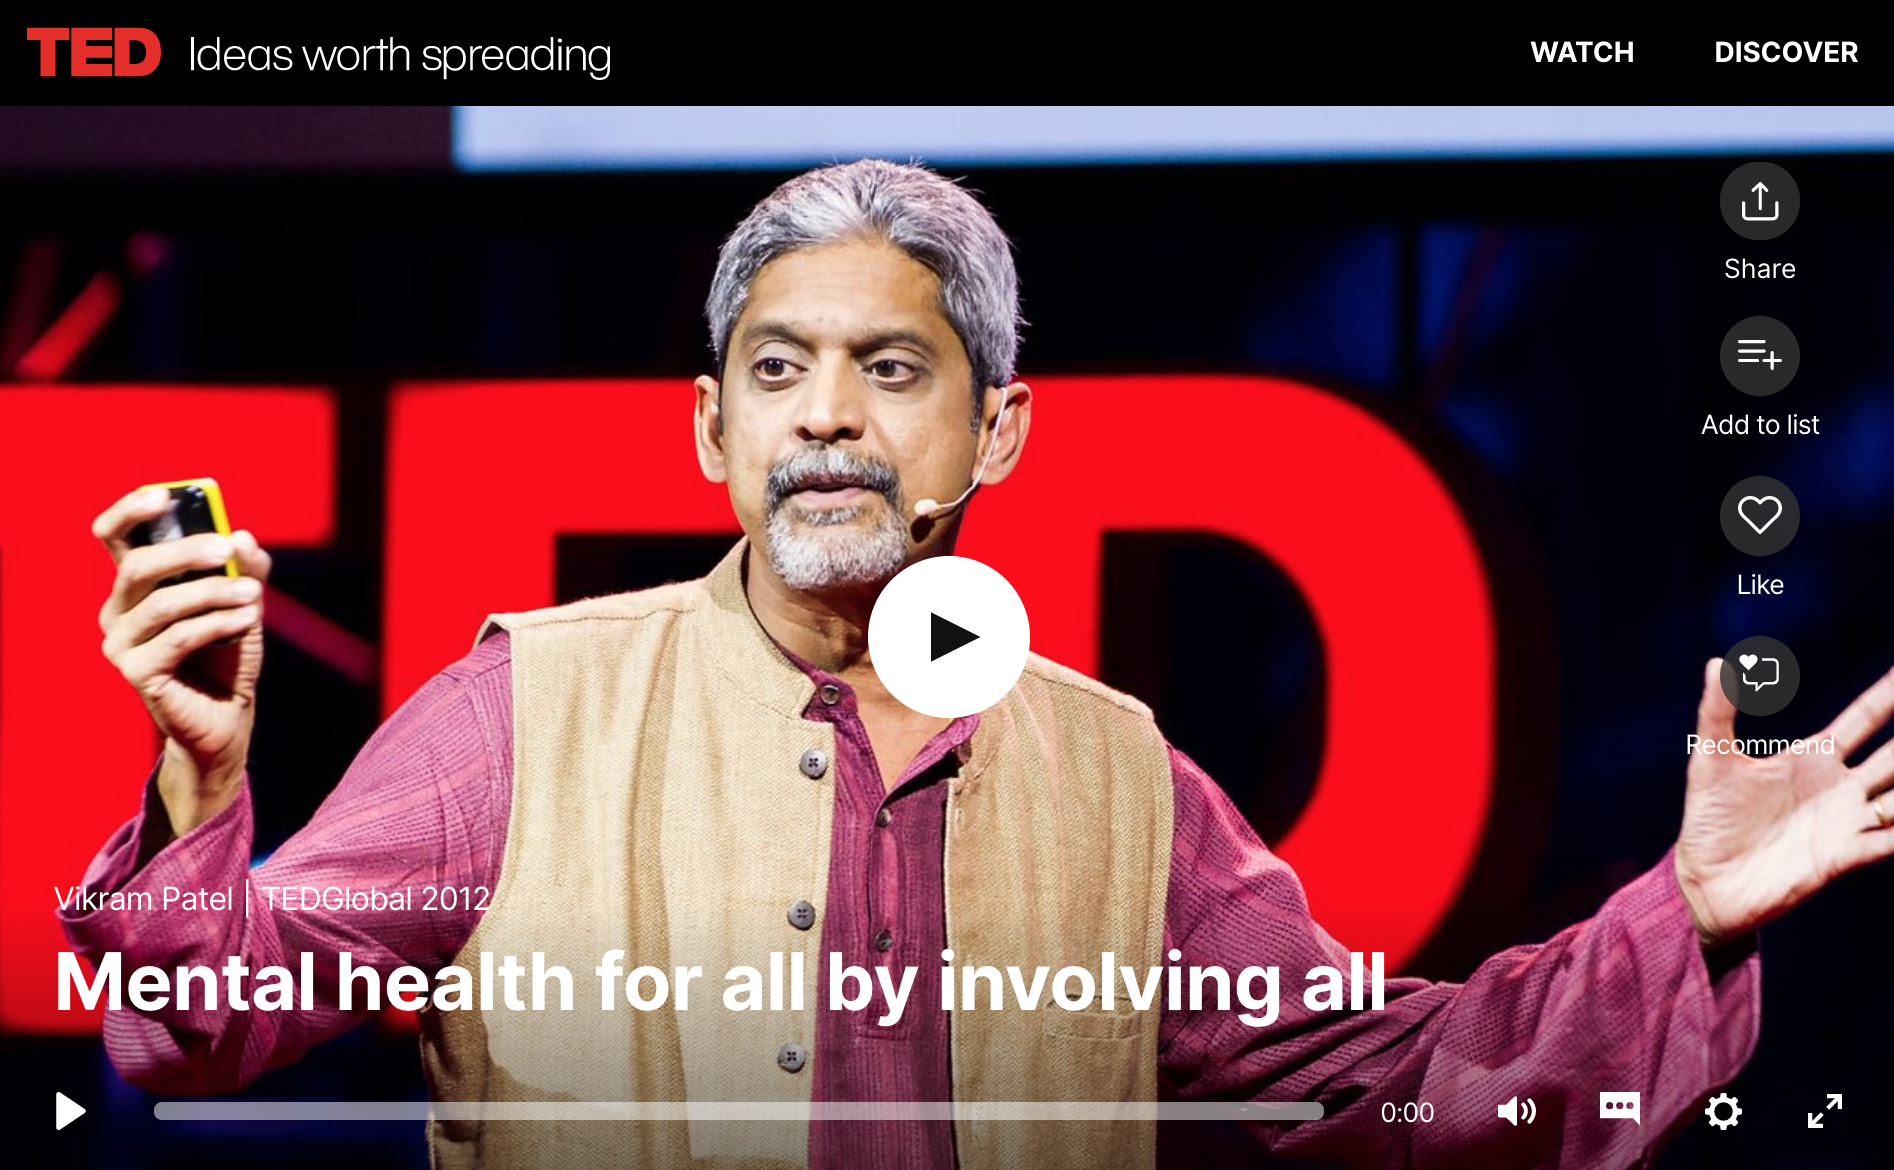 TED Ideas worth spreading
WATCH DISCOVER
Share
Add to list
Like
Recommend
TED
Vikram Patel | TEDGlobal 2012
Mental health for all by involving all
0:00